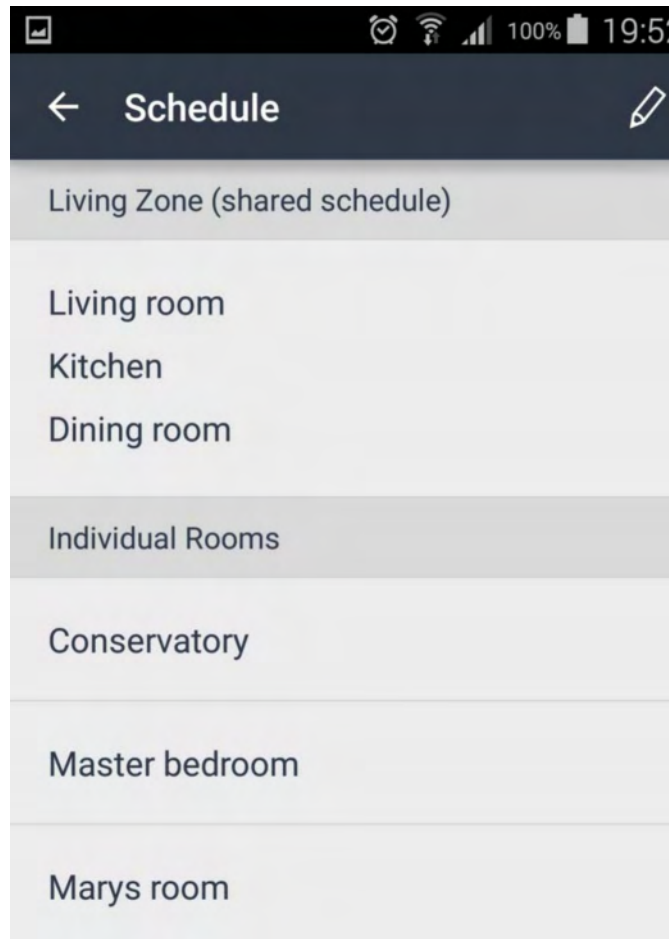 100% 19:52
Schedule
Living Zone (shared schedule)
Living room
Kitchen
Dining room
Individual Rooms
Conservatory
Master bedroom
Marys room